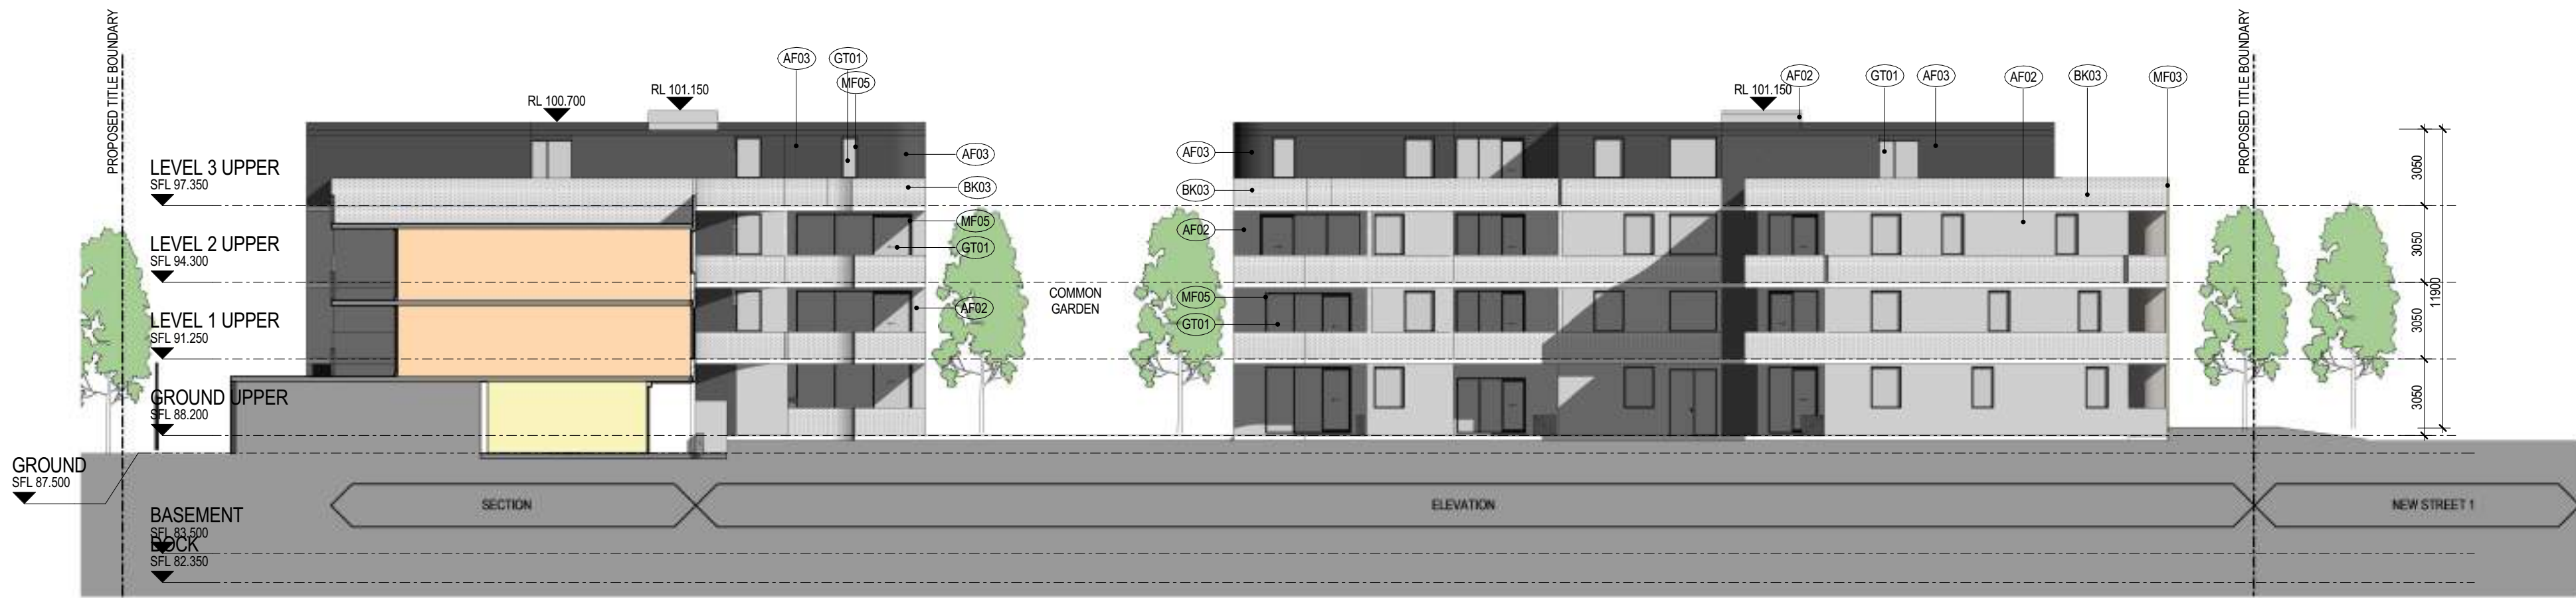 PROPOSED TITLE BOUNDARY
AF03
GT01
MF05
RL 100.700
RL 101.150
AF03
BK03
MF05
GT01
AF02
LEVEL 3 UPPER
SFL 97.350
LEVEL 2 UPPER
SFL 94.300
LEVEL 1 UPPER
SFL 91.250
GROUND UPPER
SFL 88.200
GROUND
SFL 87.500
BASEMENT
SFL 83.500
DOCK
SFL 82.350
COMMON
GARDEN
AF03
BK03
AF02
MF05
GT01
RL 101.150
AF02
GT01
AF03
AF02
BK03
MF03
PROPOSED TITLE BOUNDARY
3050
3050
3050
3050
11900
SECTION
ELEVATION
NEW STREET 1